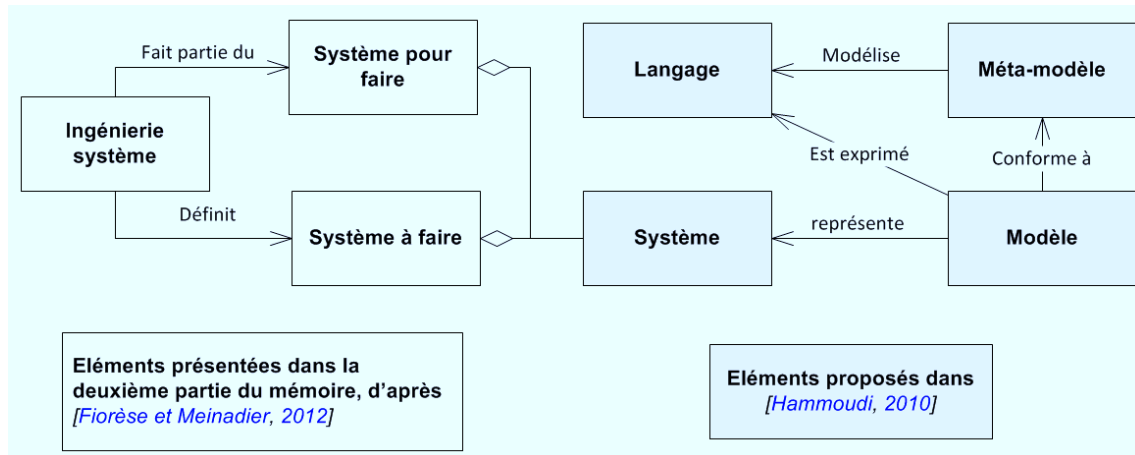 Fait partie du
Système pour
faire
Ingénierie
système
Définit
Système à faire
Langage
Modélise
Méta-modèle
Est exprimé
Conforme à
Système
représente
Modèle
Eléments présentées dans la
deuxième partie du mémoire, d'après
[Fiorèse et Meinadier, 2012]
Eléments proposés dans
[Hammoudi, 2010]